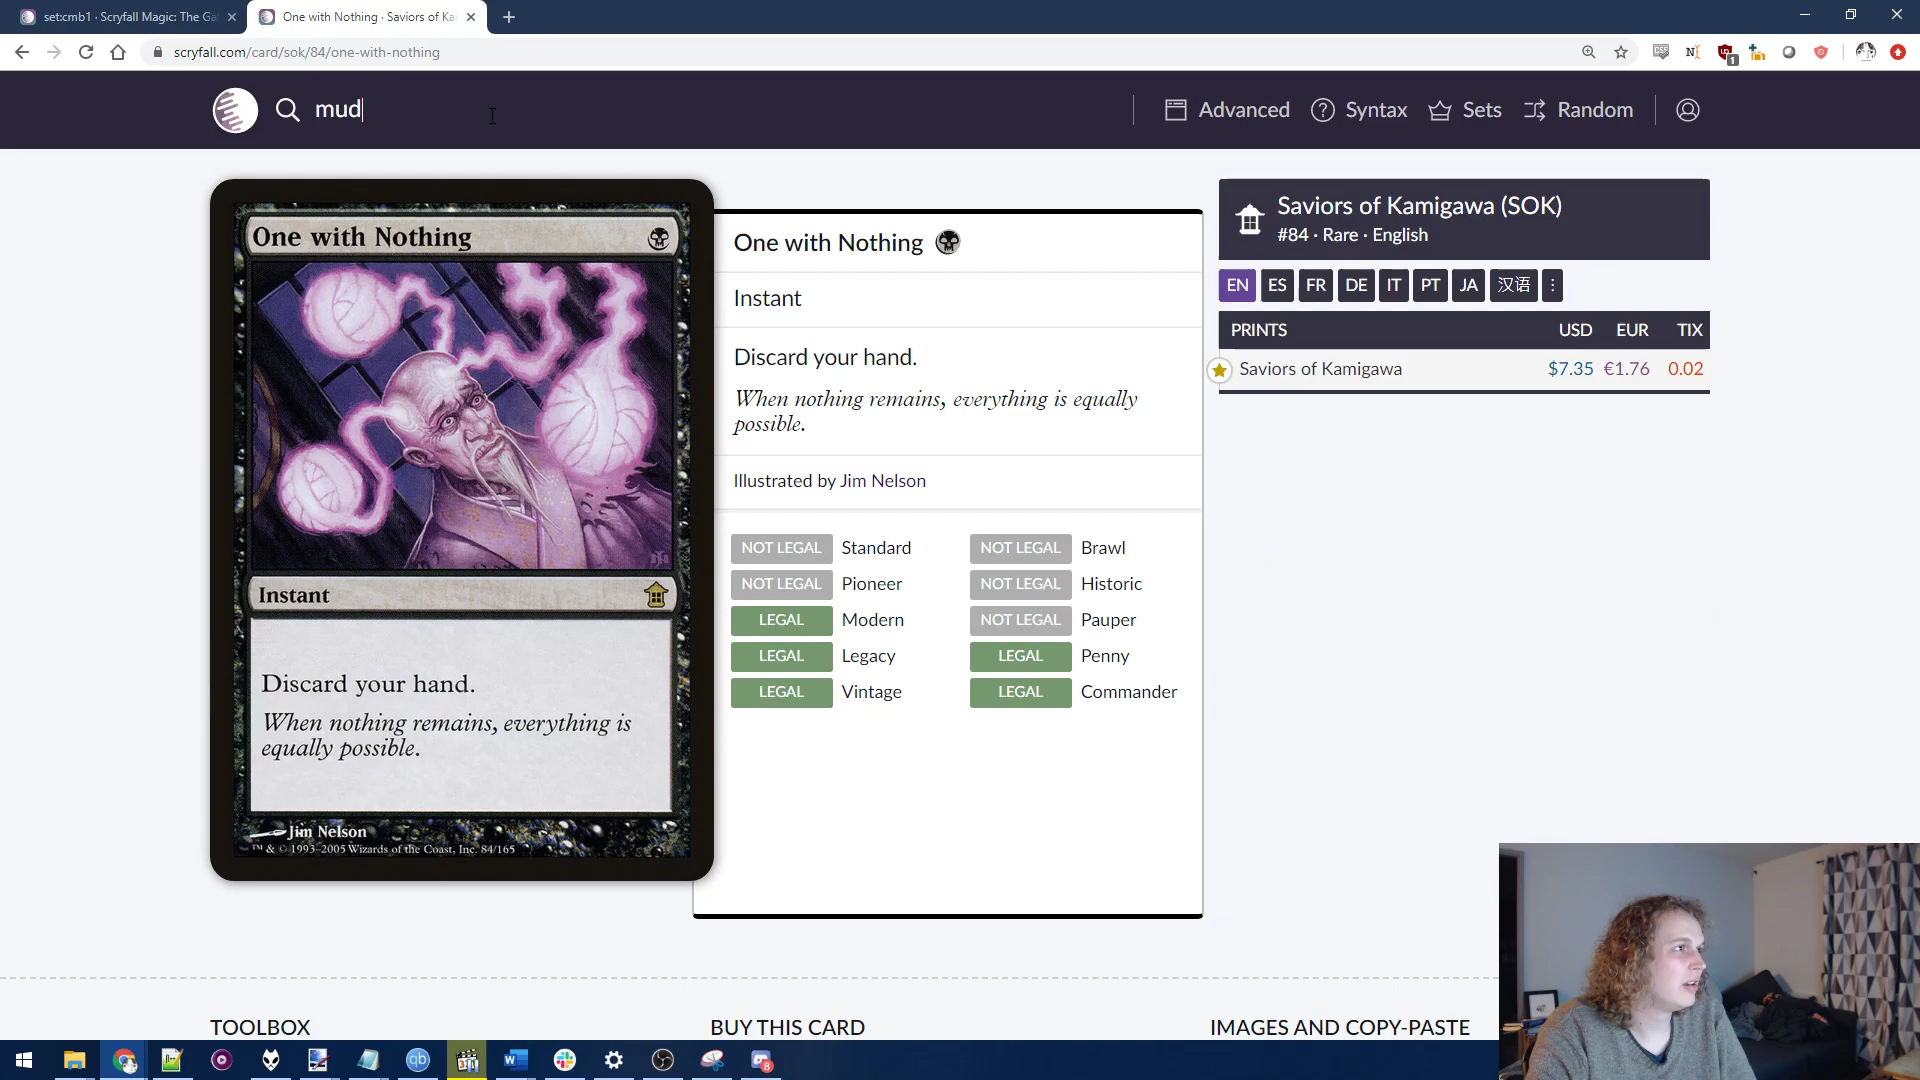 set:cmb1 · Scryfall Magic: The Ga
One with Nothing · Saviors of Ka
scryfall.com/card/sok/84/one-with-nothing
mud
Advanced
Syntax
Sets
Random
One with Nothing
Instant
Discard your hand.
When nothing remains, everything is
equally possible.
Jim Nelson
™ & © 1993–2005 Wizards of the Coast, Inc. 84/165
One with Nothing
Instant
Discard your hand.
When nothing remains, everything is equally
possible.
Illustrated by Jim Nelson
NOT LEGAL Standard NOT LEGAL Brawl
NOT LEGAL Pioneer NOT LEGAL Historic
LEGAL Modern NOT LEGAL Pauper
LEGAL Legacy LEGAL Penny
LEGAL Vintage LEGAL Commander
Saviors of Kamigawa (SOK)
#84 · Rare · English
EN ES FR DE IT PT JA 汉语
PRINTS USD EUR TIX
Saviors of Kamigawa $7.35 €1.76 0.02
TOOLBOX
BUY THIS CARD
IMAGES AND COPY-PASTE